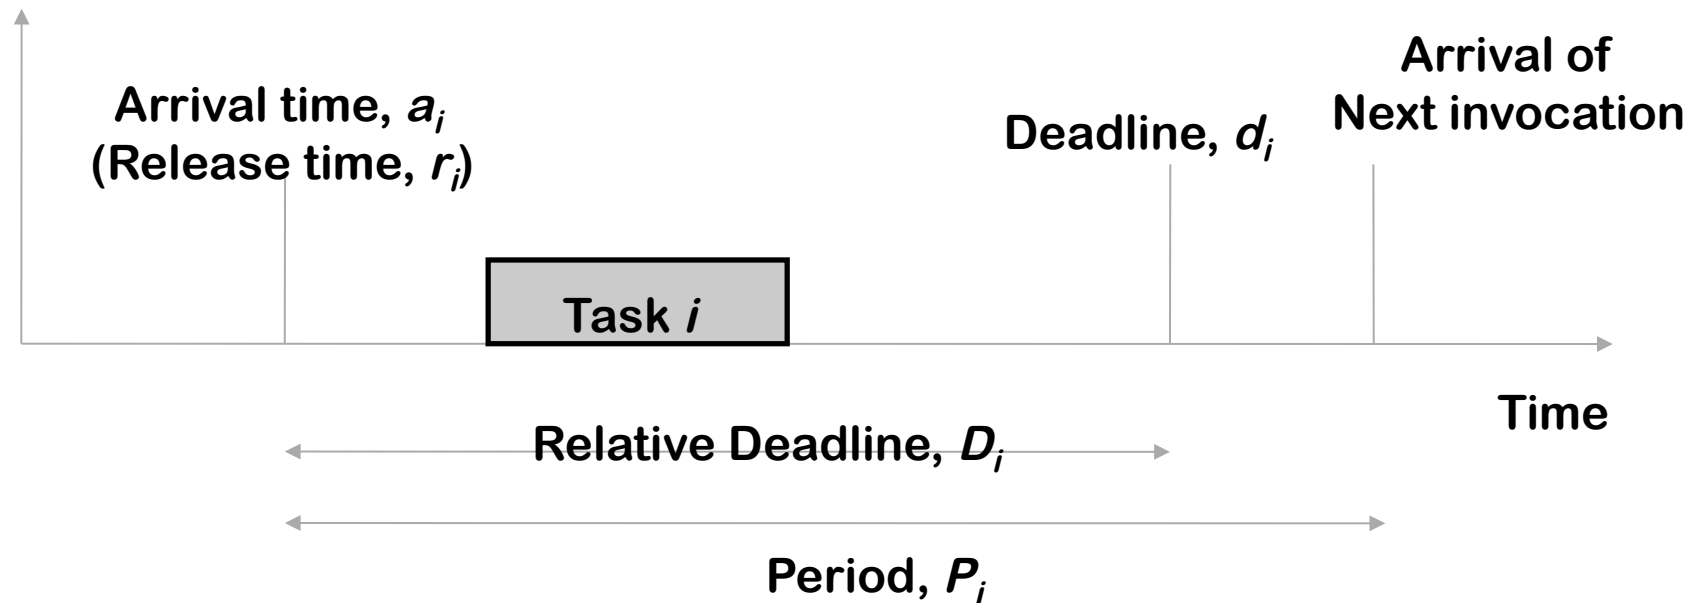 Arrival time, aᵢ
(Release time, rᵢ)
Deadline, dᵢ
Arrival of
Next invocation
Task i
Time
Relative Deadline, Dᵢ
Period, Pᵢ